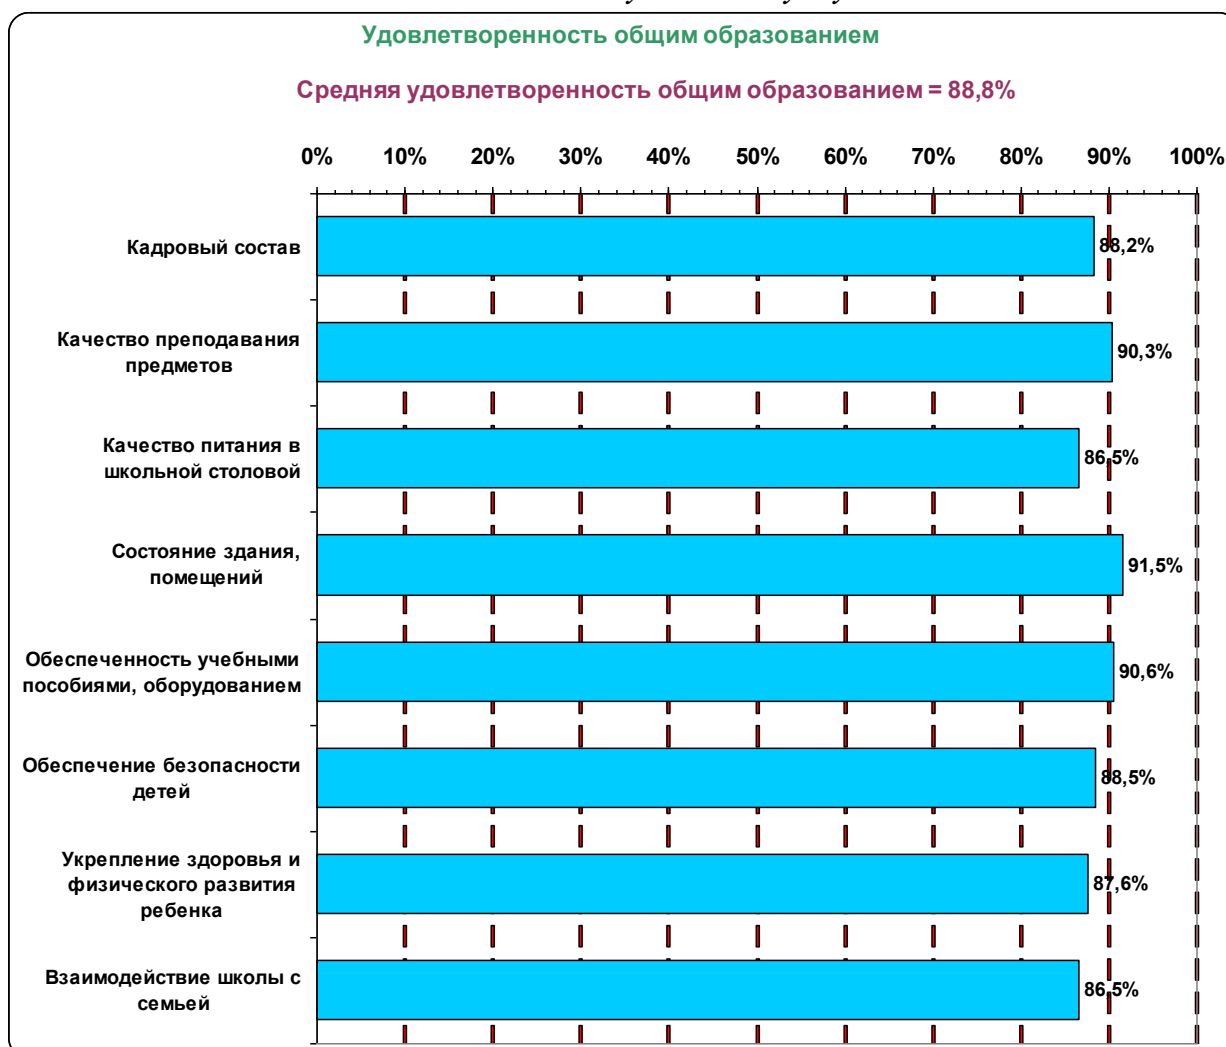 Удовлетворенность общим образованием
Средняя удовлетворенность общим образованием = 88,8%
0% 10% 20% 30% 40% 50% 60% 70% 80% 90% 100%
Кадровый состав
88,2%
Качество преподавания
предметов
90,3%
Качество питания в
школьной столовой
86,5%
Состояние здания,
помещений
91,5%
Обеспеченность учебными
пособиями, оборудованием
90,6%
Обеспечение безопасности
детей
88,5%
Укрепление здоровья и
физического развития
ребенка
87,6%
Взаимодействие школы с
семьей
86,5%